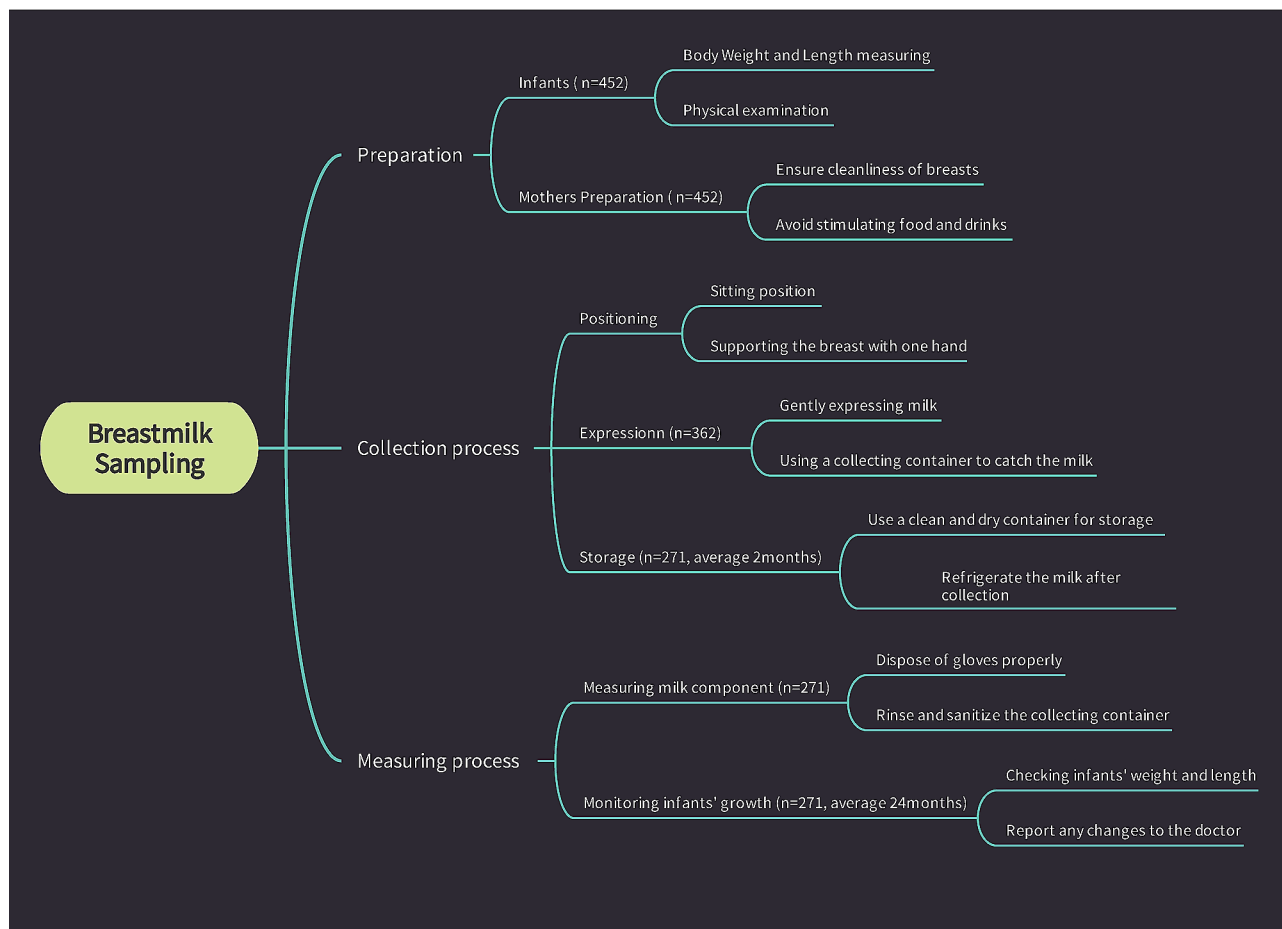 Breastmilk
Sampling
Preparation
Infants ( n=452)
Body Weight and Length measuring
Physical examination
Mothers Preparation ( n=452)
Ensure cleanliness of breasts
Avoid stimulating food and drinks
Collection process
Positioning
Sitting position
Supporting the breast with one hand
Expressionn (n=362)
Gently expressing milk
Using a collecting container to catch the milk
Storage (n=271, average 2months)
Use a clean and dry container for storage
Refrigerate the milk after
collection
Measuring process
Measuring milk component (n=271)
Dispose of gloves properly
Rinse and sanitize the collecting container
Monitoring infants' growth (n=271, average 24months)
Checking infants' weight and length
Report any changes to the doctor